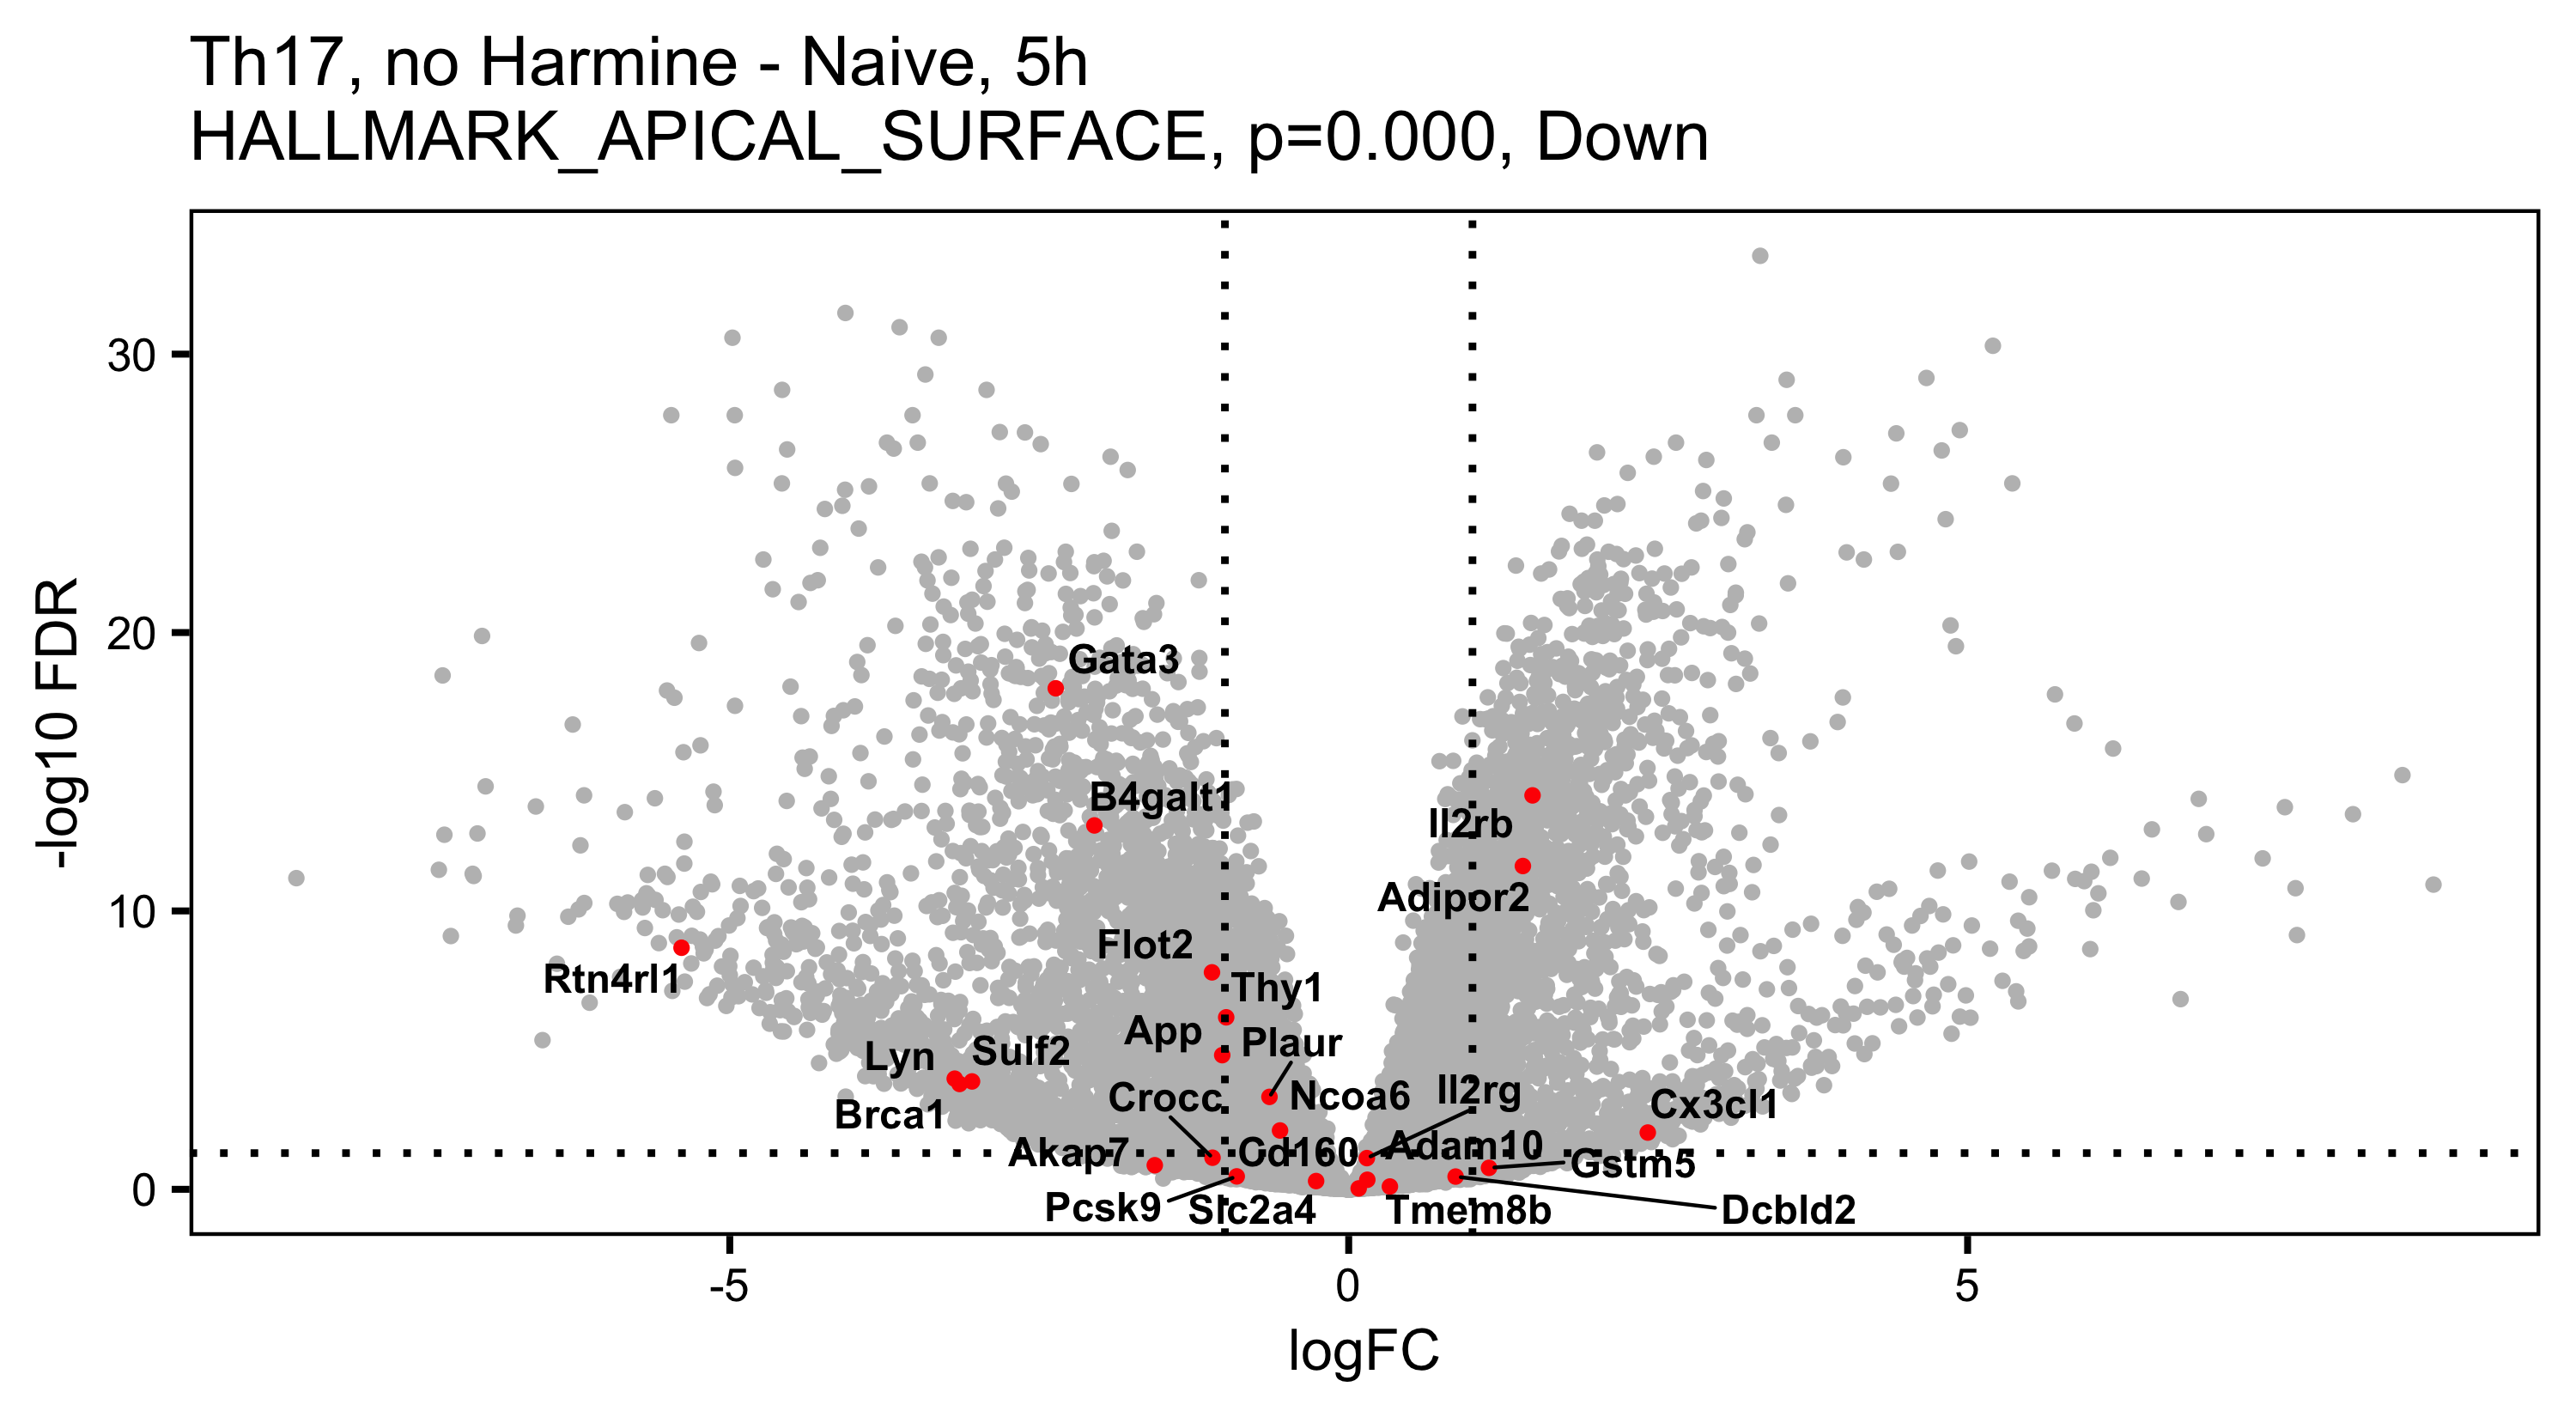 Th17, no Harmine - Naive, 5h
HALLMARK_APICAL_SURFACE, p=0.000, Down
-log10 FDR
30
20
10
0
Gata3
B4galt1
Il2rb
Adipor2
Flot2
Rtn4rl1
Thy1
App
Plaur
Lyn
Sulf2
Brca1
Crocc
Ncoa6
Il2rg
Cx3cl1
Akap7
Cd160
Adam10
Gstm5
Pcsk9
Slc2a4
Tmem8b
Dcbld2
-5
0
5
logFC